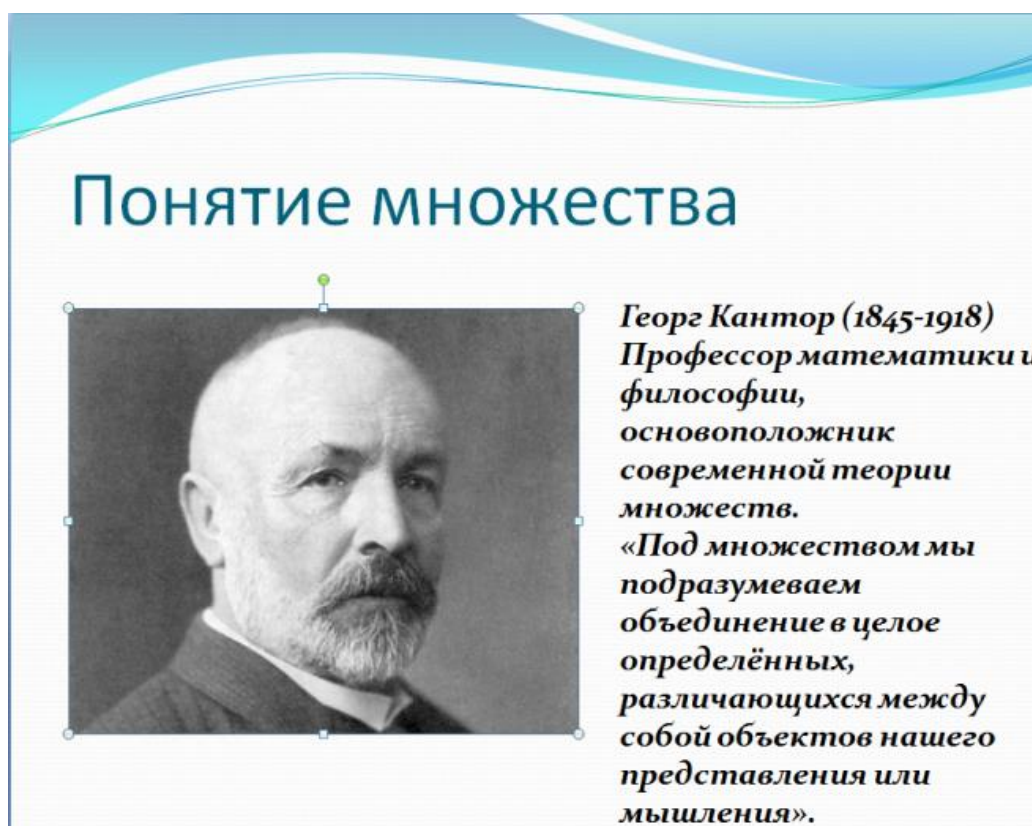 Понятие множества
Георг Кантор (1845-1918)
Профессор математики и
философии,
основоположник
современной теории
множеств.
«Под множеством мы
подразумеваем
объединение в целое
определённых,
различающихся между
собой объектов нашего
представления или
мышления».